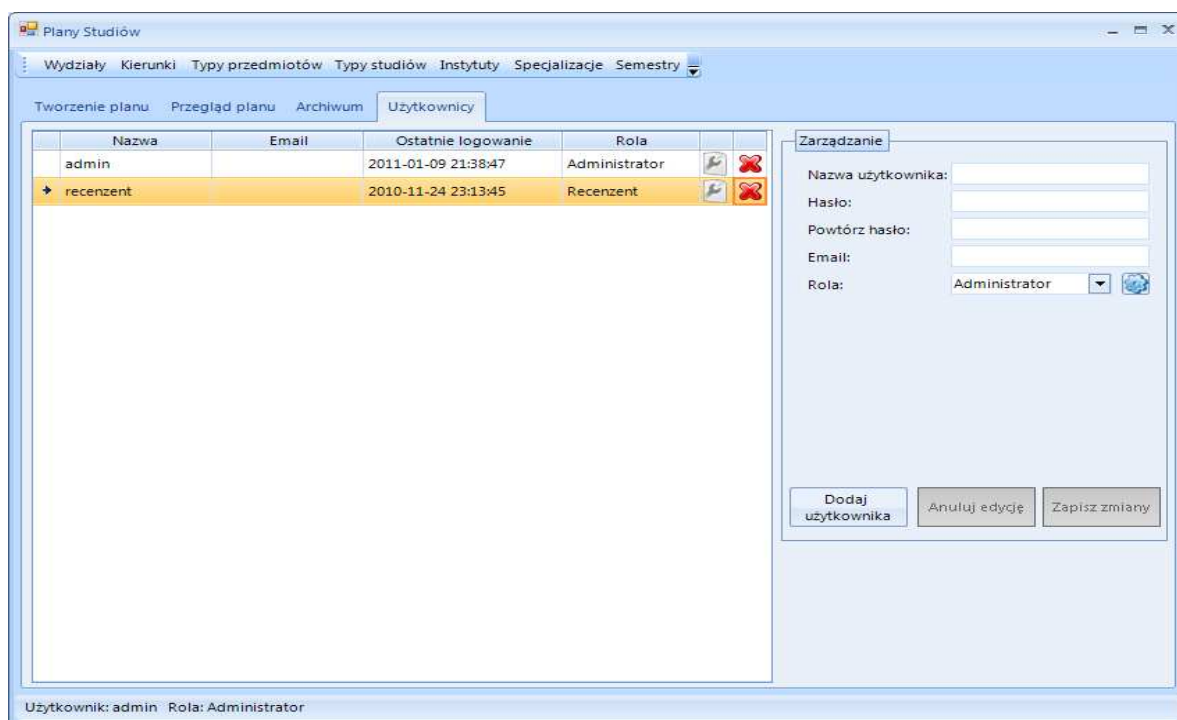 Plany Studiów
Wydziały Kierunki Typy przedmiotów Typy studiów Instytuty Specjalizacje Semestry
Tworzenie planu Przegląd planu Archiwum Użytkownicy
Nazwa Email Ostatnie logowanie Rola
admin 2011-01-09 21:38:47 Administrator
recenzent 2010-11-24 23:13:45 Recenzent
Zarządzanie
Nazwa użytkownika:
Hasło:
Powtórz hasło:
Email:
Rola: Administrator
Dodaj
użytkownika
Anuluj edycję
Zapisz zmiany
Użytkownik: admin Rola: Administrator